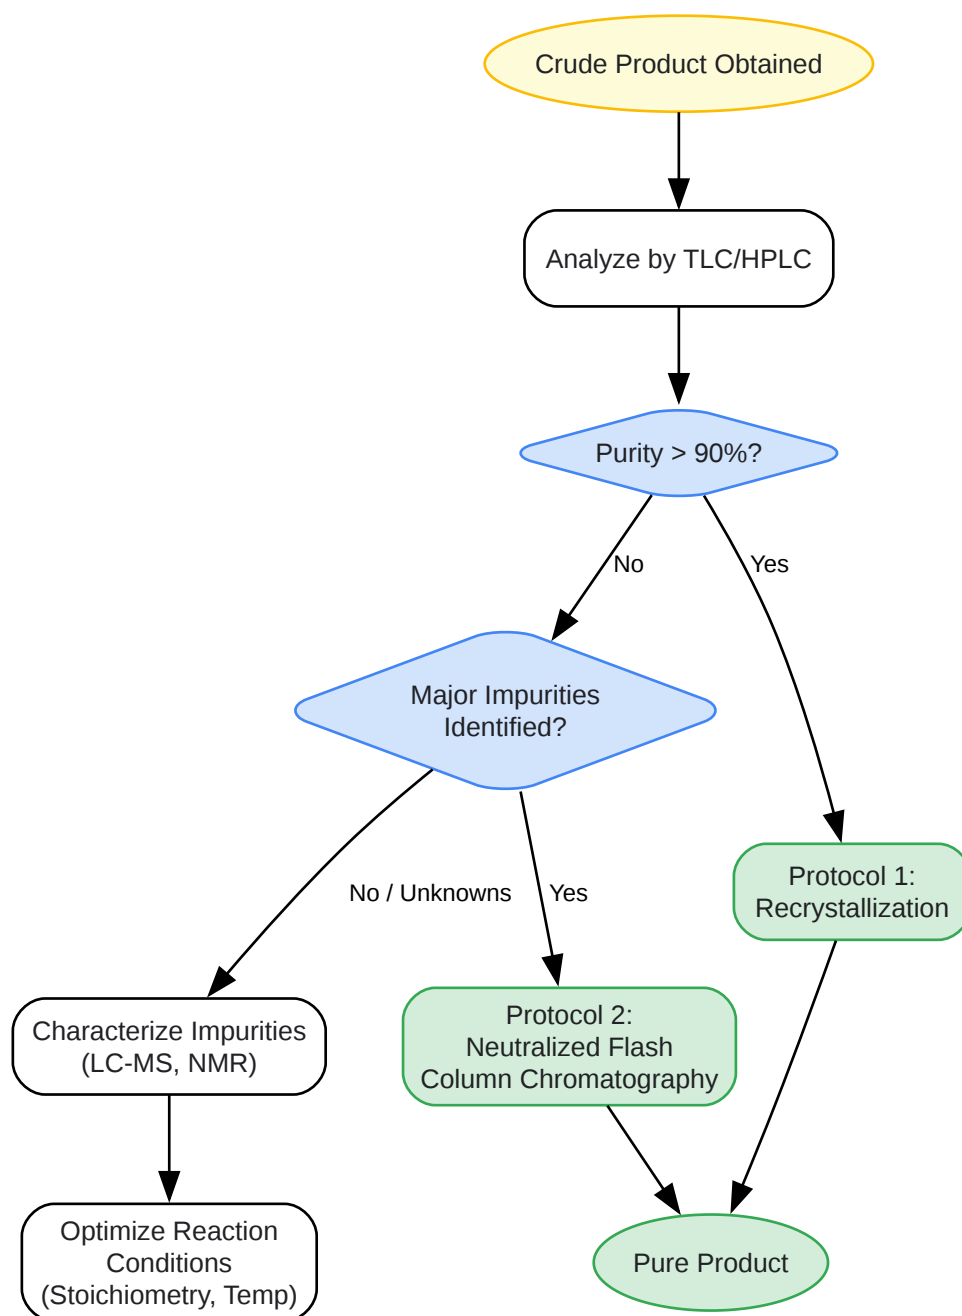 Crude Product Obtained
Analyze by TLC/HPLC
Purity > 90%?
No
Yes
Major Impurities
Identified?
No / Unknowns
Yes
Protocol 1:
Recrystallization
Characterize Impurities
(LC-MS, NMR)
Protocol 2:
Neutralized Flash
Column Chromatography
Optimize Reaction
Conditions
(Stoichiometry, Temp)
Pure Product